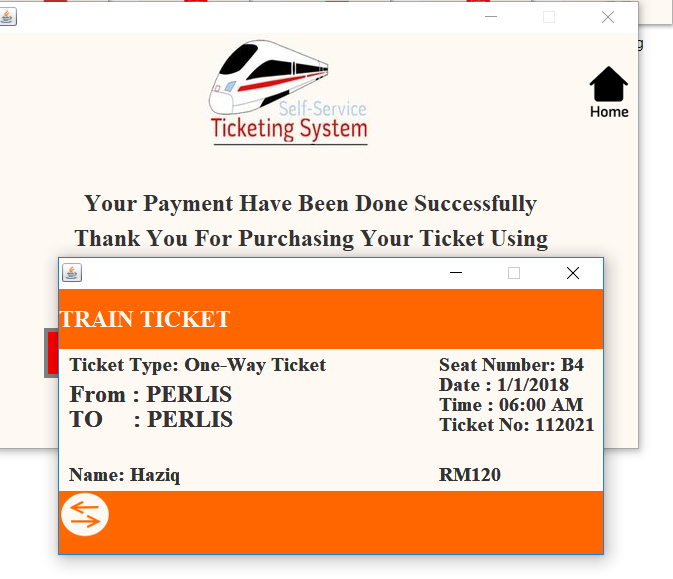 g
Self-Service
Ticketing System
Home
Your Payment Have Been Done Successfully
Thank You For Purchasing Your Ticket Using
TRAIN TICKET
Ticket Type: One-Way Ticket
From : PERLIS
TO : PERLIS
Name: Haziq
Seat Number: B4
Date : 1/1/2018
Time : 06:00 AM
Ticket No: 112021
RM120